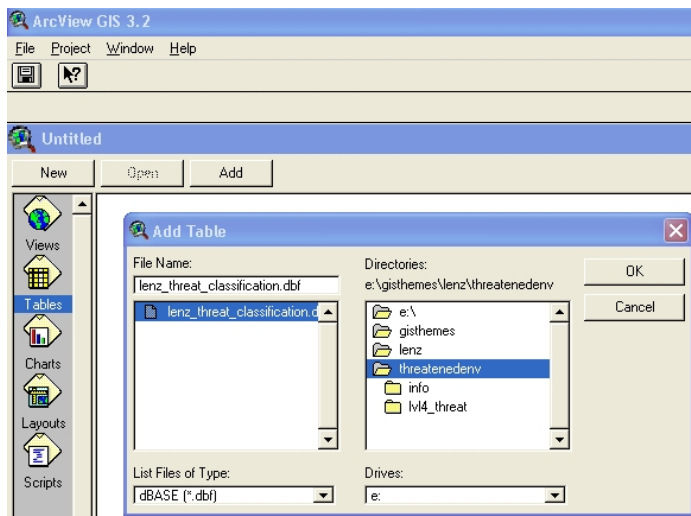 ArcView GIS 3.2
File Project Window Help
Untitled
New Open Add
Views
Tables
Charts
Layouts
Scripts
Add Table
File Name:
lenz_threat_classification.dbf
lenz_threat_classification.d
List Files of Type:
dBASE (*.dbf)
Directories:
e:\gisthemes\lenz\threatenedenv
e:\
gisthemes
lenz
threatenedenv
info
lvl4_threat
Drives:
e:
OK
Cancel